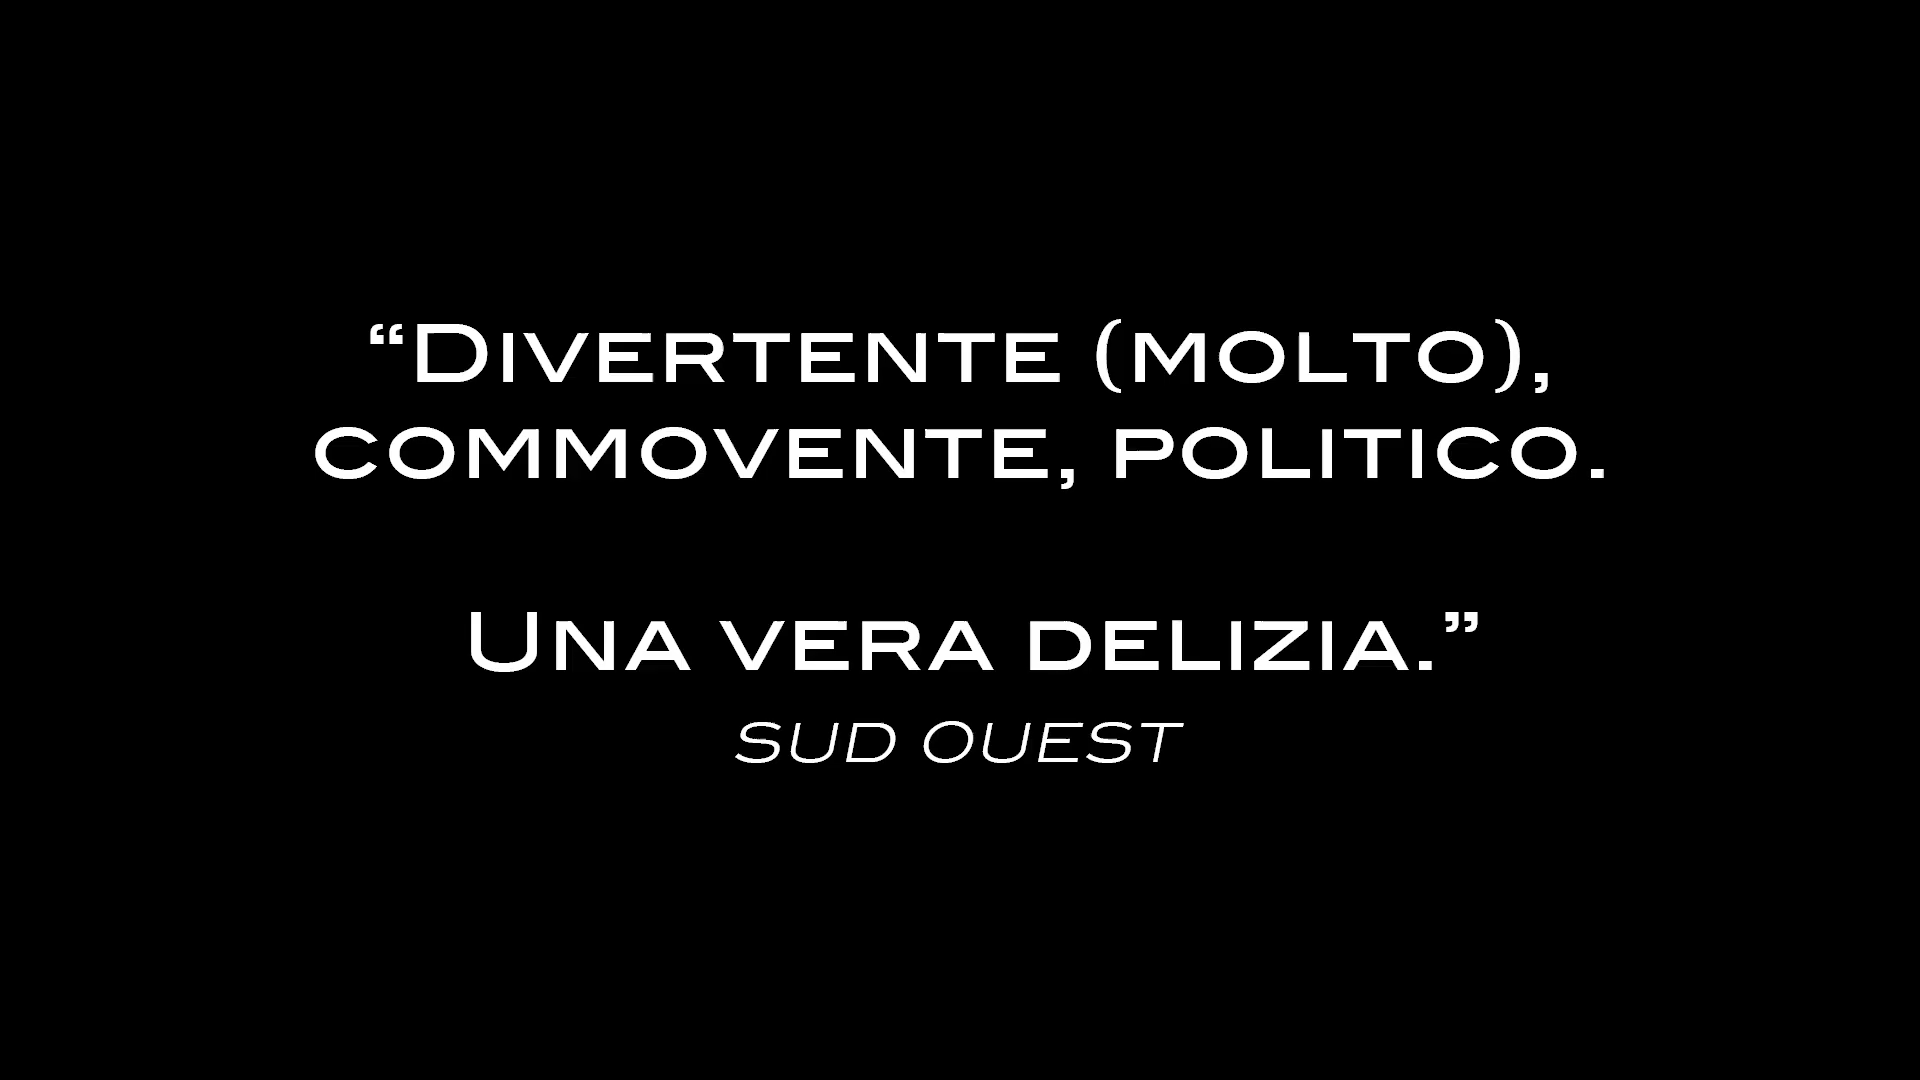 “Divertente (molto),
commovente, politico.
Una vera delizia.”
SUD OUEST